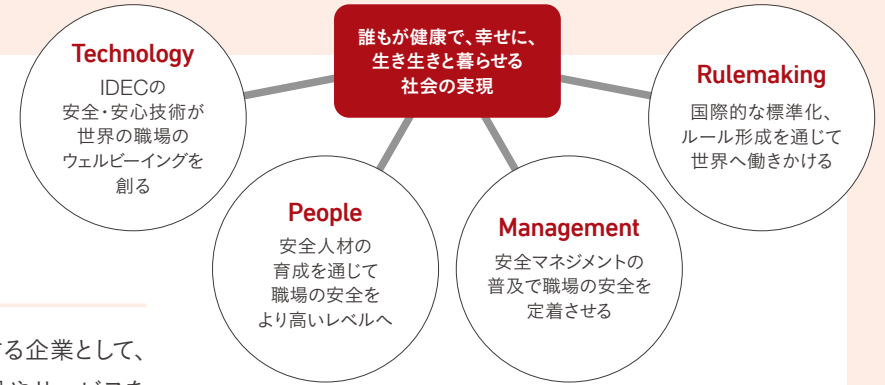 誰もが健康で、幸せに、
生き生きと暮らせる
社会の実現
Technology
IDECの
安全・安心技術が
世界の職場の
ウェルビーイングを
創る
People
安全人材の
育成を通じて
職場の安全を
より高いレベルへ
Management
安全マネジメントの
普及で職場の安全を
定着させる
Rulemaking
国際的な標準化、
ルール形成を通じて
世界へ働きかける
する企業として、